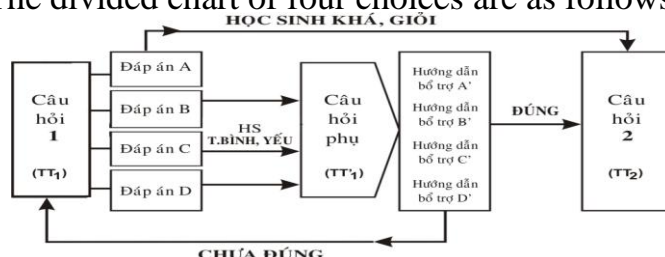 The divided chart of four choices are as follows
HỌC SINH KHÁ, GIỎI
Câu
hỏi
1
(TT1)
Đáp án A
Đáp án B
Đáp án C
Đáp án D
HS
T.BÌNH, YẾU
Câu
hỏi
phụ
(TT'1)
Hướng dẫn
bổ trợ A'
Hướng dẫn
bổ trợ B'
Hướng dẫn
bổ trợ C'
Hướng dẫn
bổ trợ D'
ĐÚNG
Câu
hỏi
2
(TT2)
CHƯA ĐÚNG